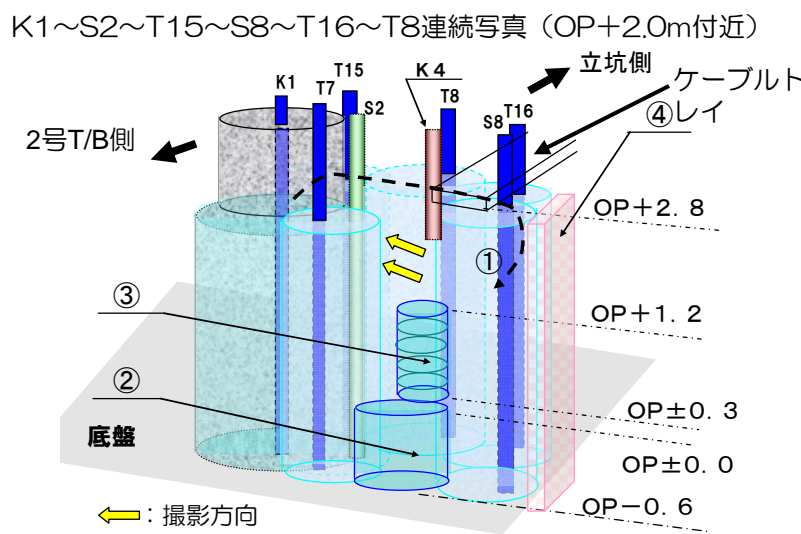 K1～S2～T15～S8～T16～T8連続写真（OP+2.0m付近）
立坑側
K1
T7
T15
S2
K4
T8
S8
T16
ケーブルトレイ
④
2号T/B側
OP+2.8
①
③
OP+1.2
②
OP±0.3
底盤
OP±0.0
OP-0.6
：撮影方向